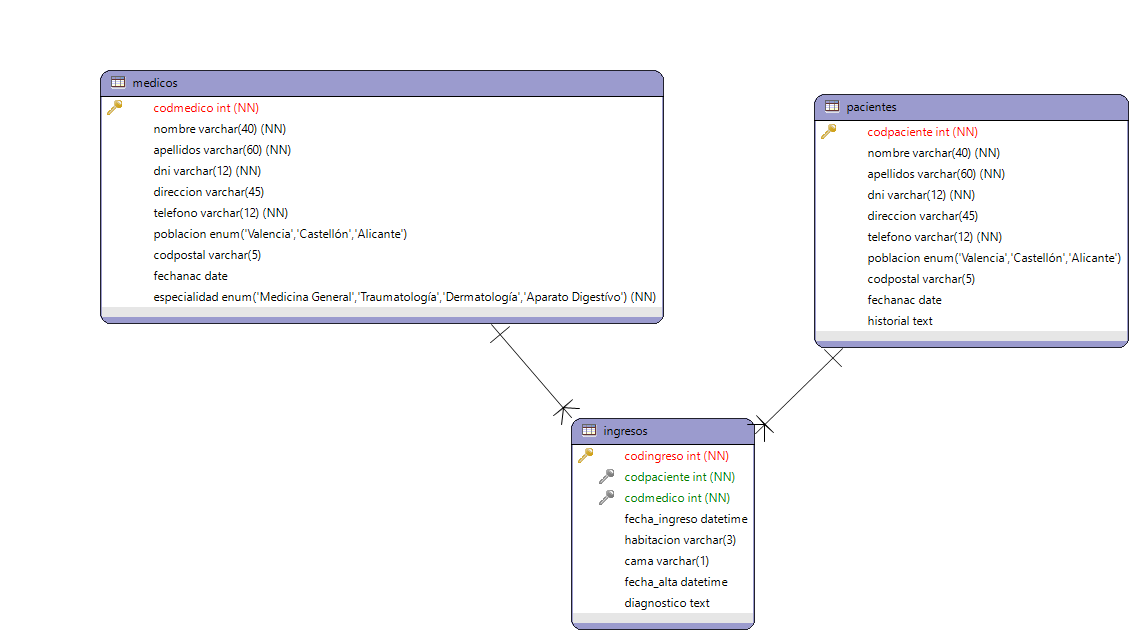 medicos
codmedico int (NN)
nombre varchar(40) (NN)
apellidos varchar(60) (NN)
dni varchar(12) (NN)
direccion varchar(45)
telefono varchar(12) (NN)
poblacion enum('Valencia','Castellón','Alicante')
codpostal varchar(5)
fechanac date
especialidad enum('Medicina General','Traumatología','Dermatología','Aparato Digestívo') (NN)
pacientes
codpaciente int (NN)
nombre varchar(40) (NN)
apellidos varchar(60) (NN)
dni varchar(12) (NN)
direccion varchar(45)
telefono varchar(12) (NN)
poblacion enum('Valencia','Castellón','Alicante')
codpostal varchar(5)
fechanac date
historial text
ingresos
codingreso int (NN)
codpaciente int (NN)
codmedico int (NN)
fecha_ingreso datetime
habitacion varchar(3)
cama varchar(1)
fecha_alta datetime
diagnostico text